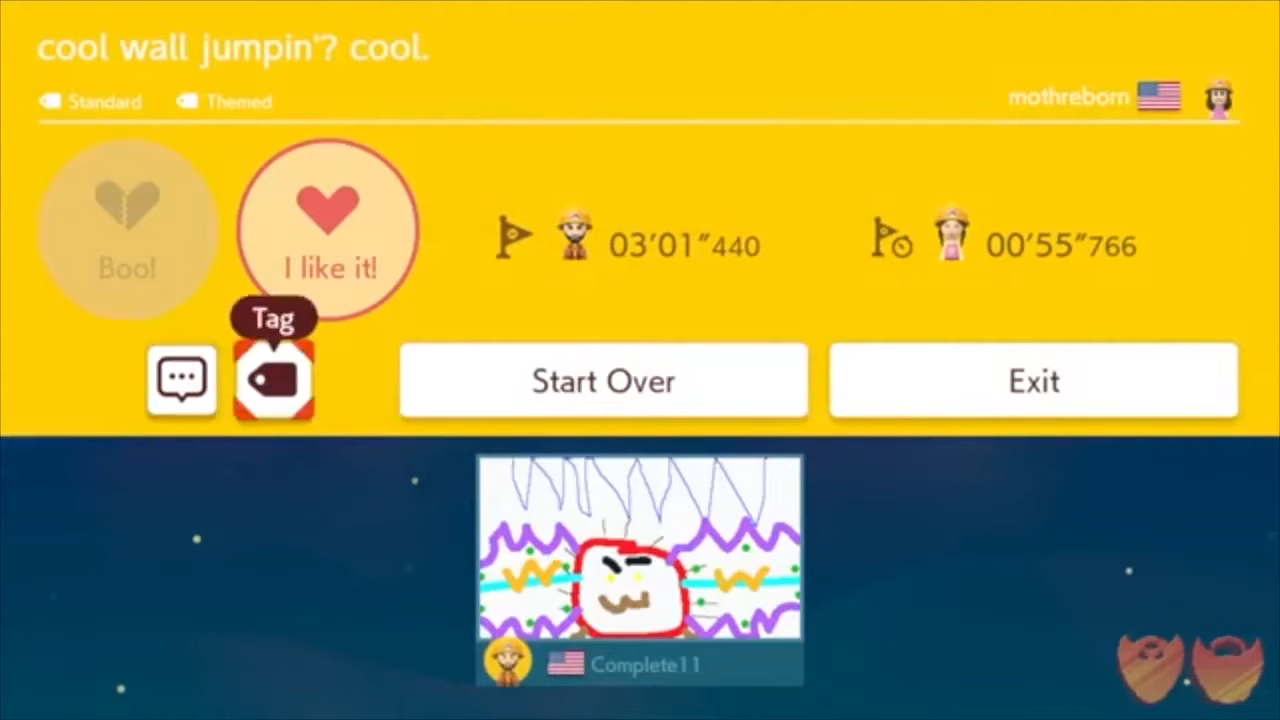 cool wall jumpin'? cool.
Standard Themed
mothreborn
Boo!
I like it!
03'01"440
00'55"766
Tag
Start Over
Exit
Complete11